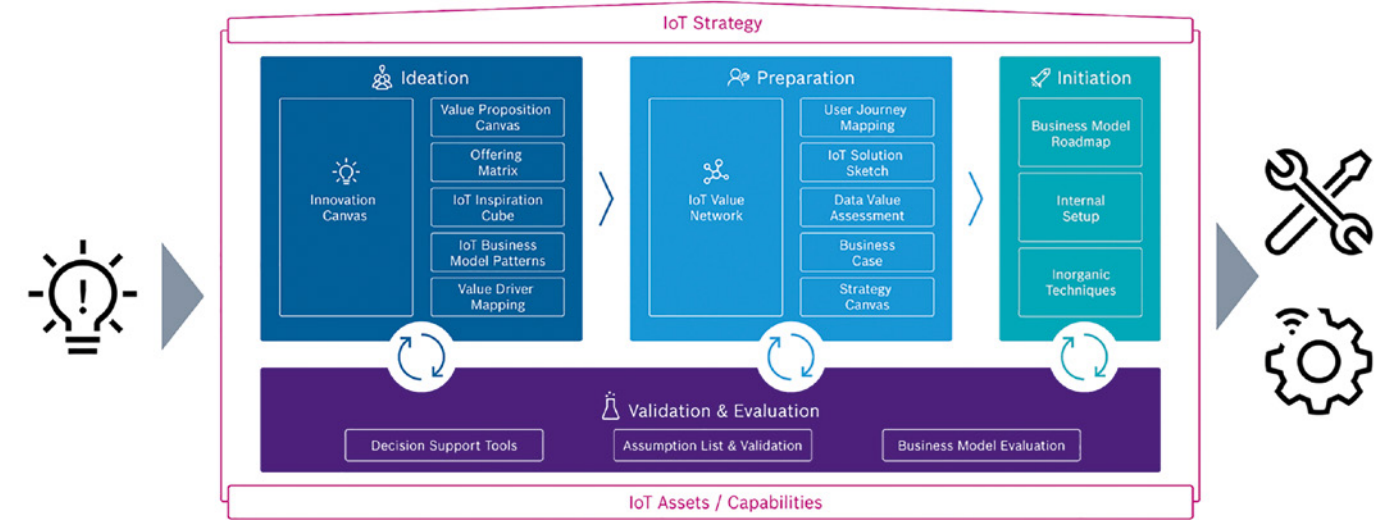 IoT Strategy
Ideation
Innovation
Canvas
Value Proposition
Canvas
Offering
Matrix
IoT Inspiration
Cube
IoT Business
Model Patterns
Value Driver
Mapping
Preparation
IoT Value
Network
User Journey
Mapping
IoT Solution
Sketch
Data Value
Assessment
Business
Case
Strategy
Canvas
Initiation
Business Model
Roadmap
Internal
Setup
Inorganic
Techniques
Validation & Evaluation
Decision Support Tools
Assumption List & Validation
Business Model Evaluation
IoT Assets / Capabilities